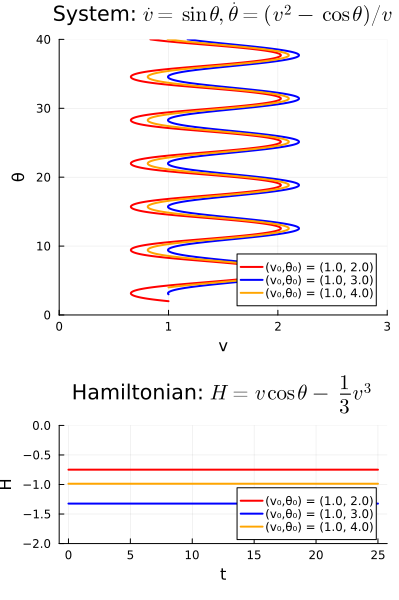 System: v̇ = sinθ, θ̇ = (v² − cosθ)/v
40
30
20
10
0
θ
0 1 2 3
v
(v₀,θ₀) = (1.0, 2.0)
(v₀,θ₀) = (1.0, 3.0)
(v₀,θ₀) = (1.0, 4.0)
Hamiltonian: H = v cosθ − 1/3 v³
0.0
−0.5
−1.0
−1.5
−2.0
H
0 5 10 15 20 25
t
(v₀,θ₀) = (1.0, 2.0)
(v₀,θ₀) = (1.0, 3.0)
(v₀,θ₀) = (1.0, 4.0)